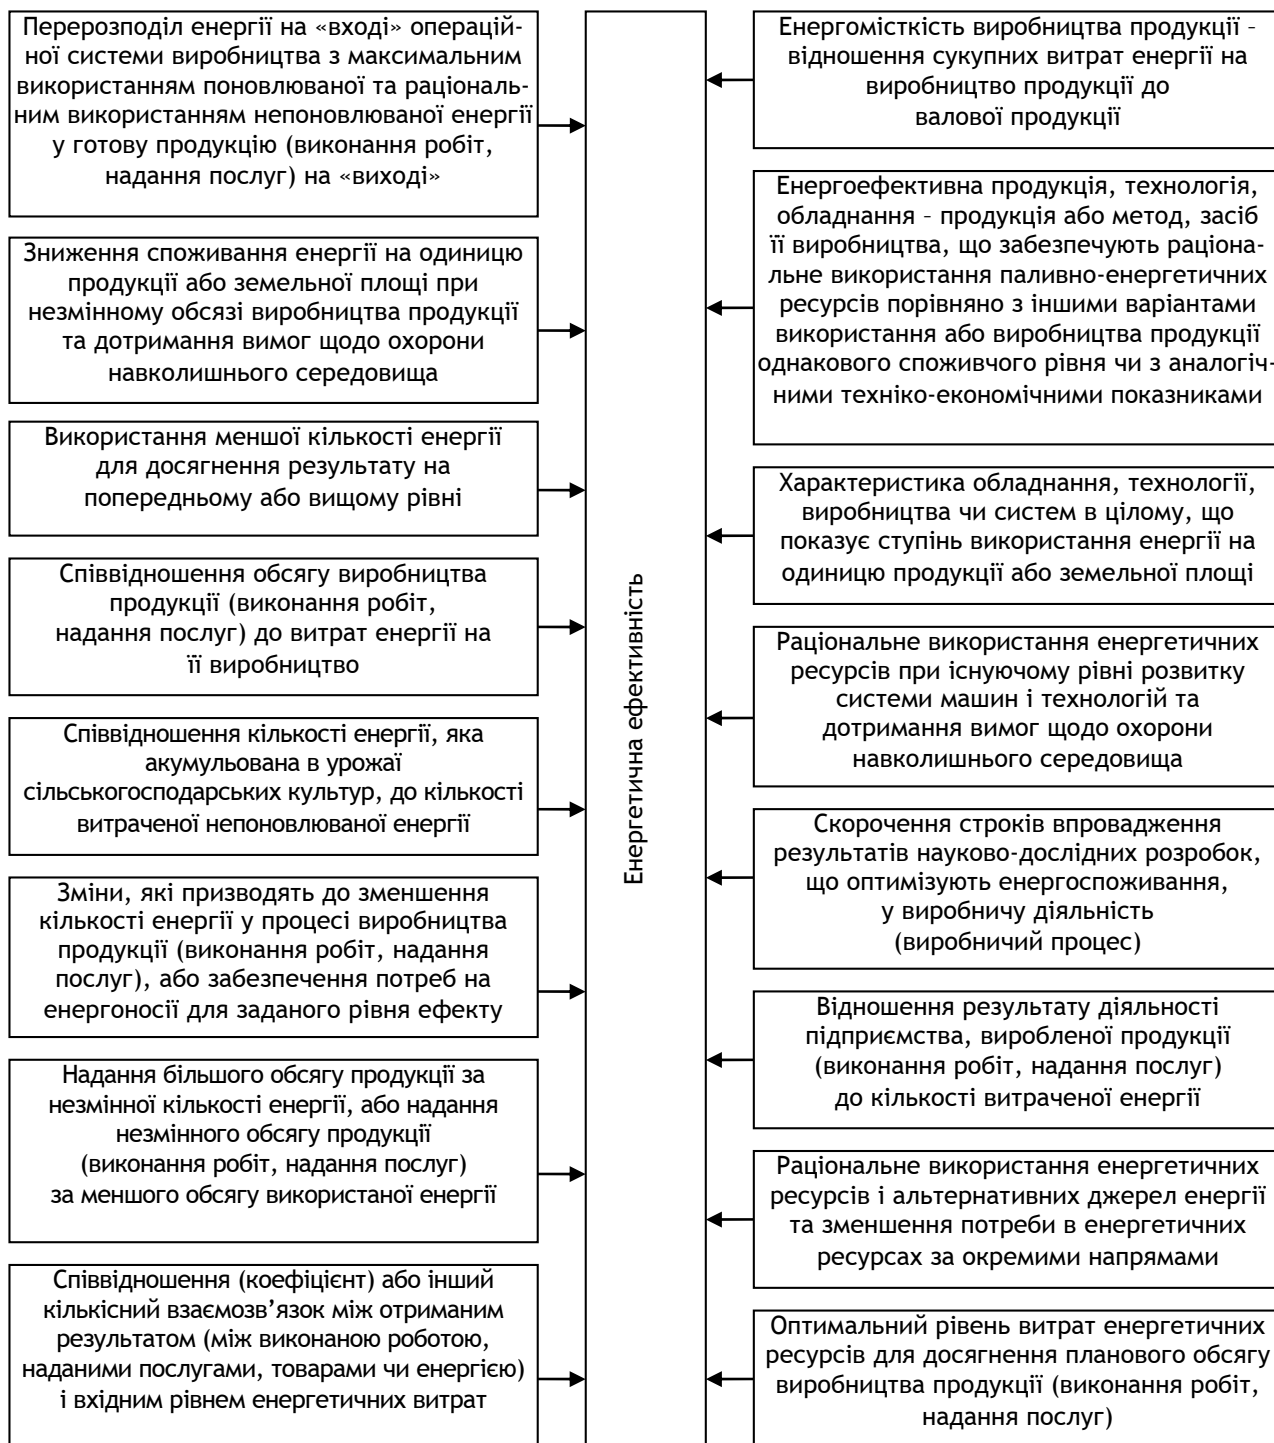 Перерозподіл енергії на «вході» операцій-
ної системи виробництва з максимальним
використанням поновлюваної та раціональ-
ним використанням непоновлюваної енергії
у готову продукцію (виконання робіт,
надання послуг) на «виході»
Зниження споживання енергії на одиницю
продукції або земельної площі при
незмінному обсязі виробництва продукції
та дотримання вимог щодо охорони
навколишнього середовища
Використання меншої кількості енергії
для досягнення результату на
попередньому або вищому рівні
Співвідношення обсягу виробництва
продукції (виконання робіт,
надання послуг) до витрат енергії на
її виробництво
Співвідношення кількості енергії, яка
акумульована в урожаї
сільськогосподарських культур, до кількості
витраченої непоновлюваної енергії
Зміни, які призводять до зменшення
кількості енергії у процесі виробництва
продукції (виконання робіт, надання
послуг), або забезпечення потреб на
енергоносії для заданого рівня ефекту
Надання більшого обсягу продукції за
незмінної кількості енергії, або надання
незмінного обсягу продукції
(виконання робіт, надання послуг)
за меншого обсягу використаної енергії
Співвідношення (коефіцієнт) або інший
кількісний взаємозв’язок між отриманим
результатом (між виконаною роботою,
наданими послугами, товарами чи енергією)
і вхідним рівнем енергетичних витрат
Енергетична ефективність
Енергомісткість виробництва продукції –
відношення сукупних витрат енергії на
виробництво продукції до
валової продукції
Енергоефективна продукція, технологія,
обладнання – продукція або метод, засіб
її виробництва, що забезпечують раціона-
льне використання паливно-енергетичних
ресурсів порівняно з іншими варіантами
використання або виробництва продукції
однакового споживчого рівня чи з аналогіч-
ними техніко-економічними показниками
Характеристика обладнання, технології,
виробництва чи систем в цілому, що
показує ступінь використання енергії на
одиницю продукції або земельної площі
Раціональне використання енергетичних
ресурсів при існуючому рівні розвитку
системи машин і технологій та
дотримання вимог щодо охорони
навколишнього середовища
Скорочення строків впровадження
результатів науково-дослідних розробок,
що оптимізують енергоспоживання,
у виробничу діяльність
(виробничий процес)
Відношення результату діяльності
підприємства, виробленої продукції
(виконання робіт, надання послуг)
до кількості витраченої енергії
Раціональне використання енергетичних
ресурсів і альтернативних джерел енергії
та зменшення потреби в енергетичних
ресурсах за окремими напрямами
Оптимальний рівень витрат енергетичних
ресурсів для досягнення планового обсягу
виробництва продукції (виконання робіт,
надання послуг)